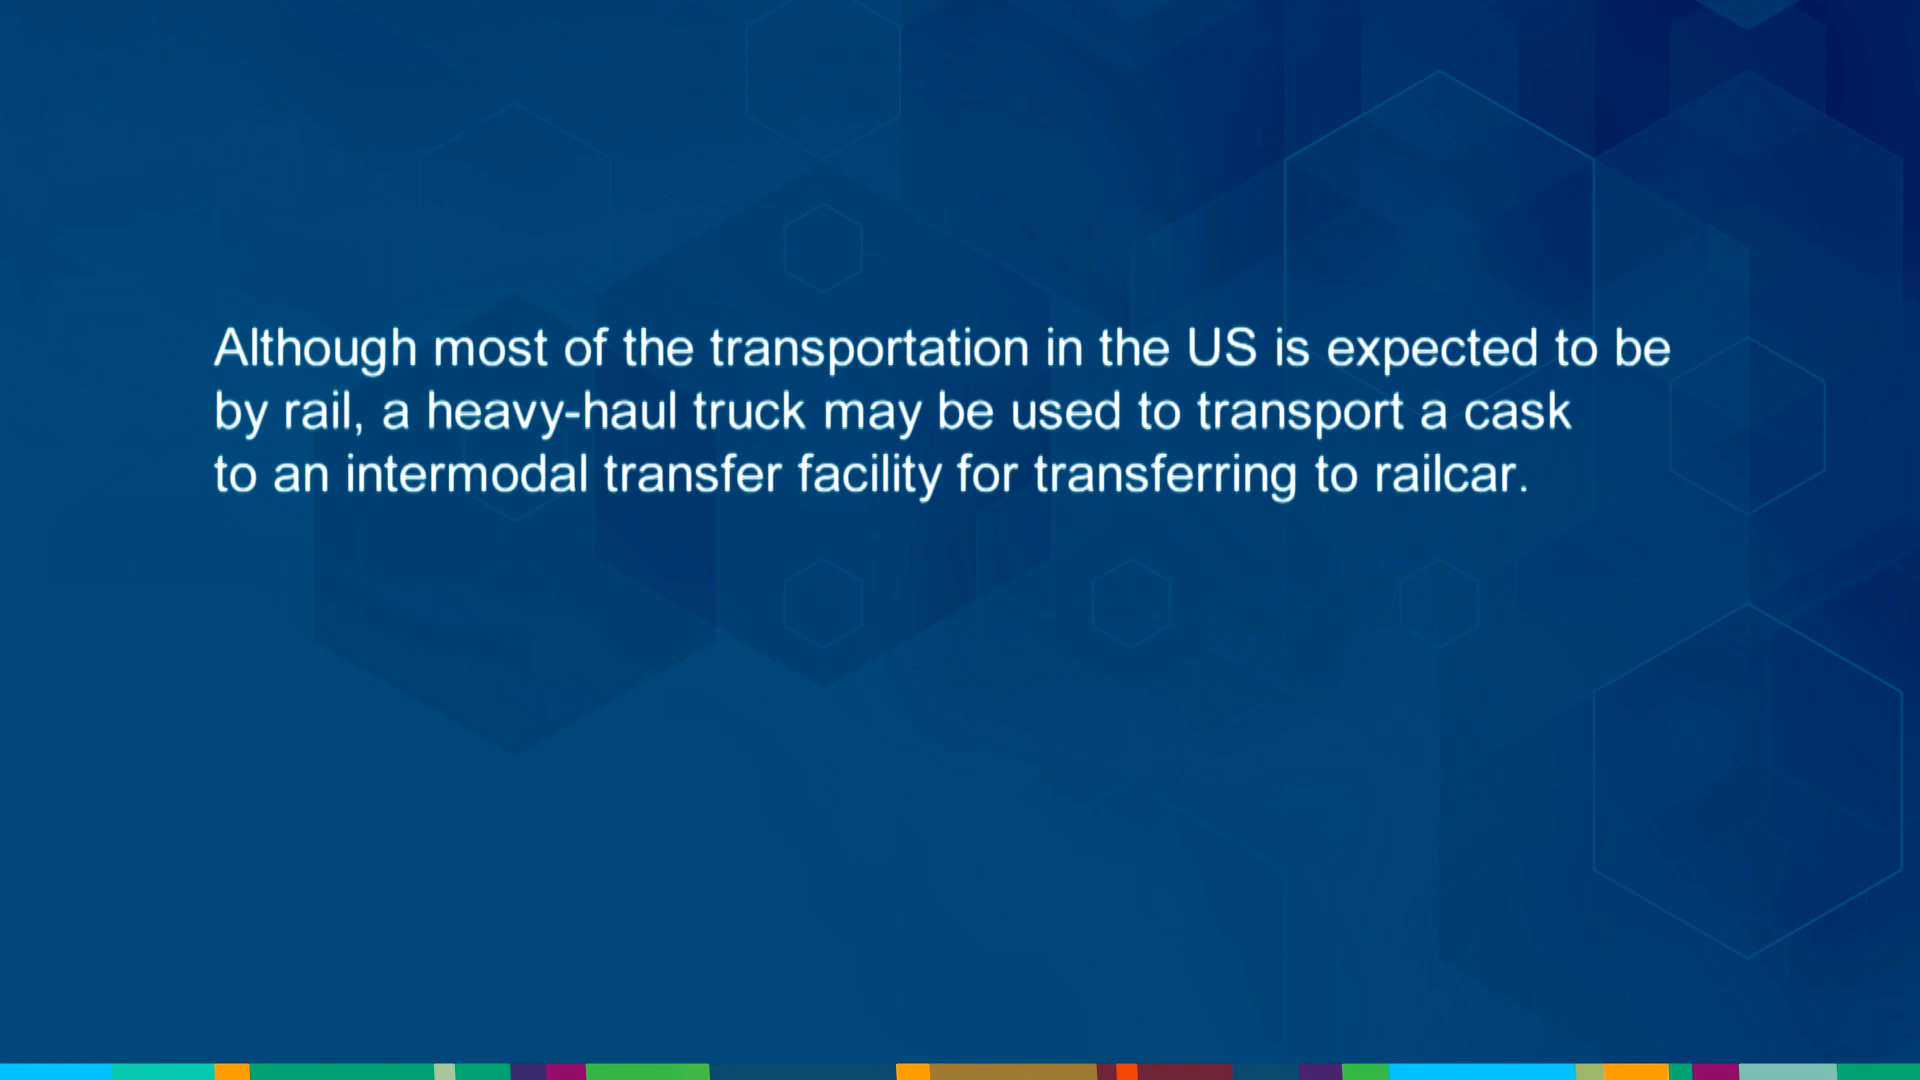 Although most of the transportation in the US is expected to be
by rail, a heavy-haul truck may be used to transport a cask
to an intermodal transfer facility for transferring to railcar.